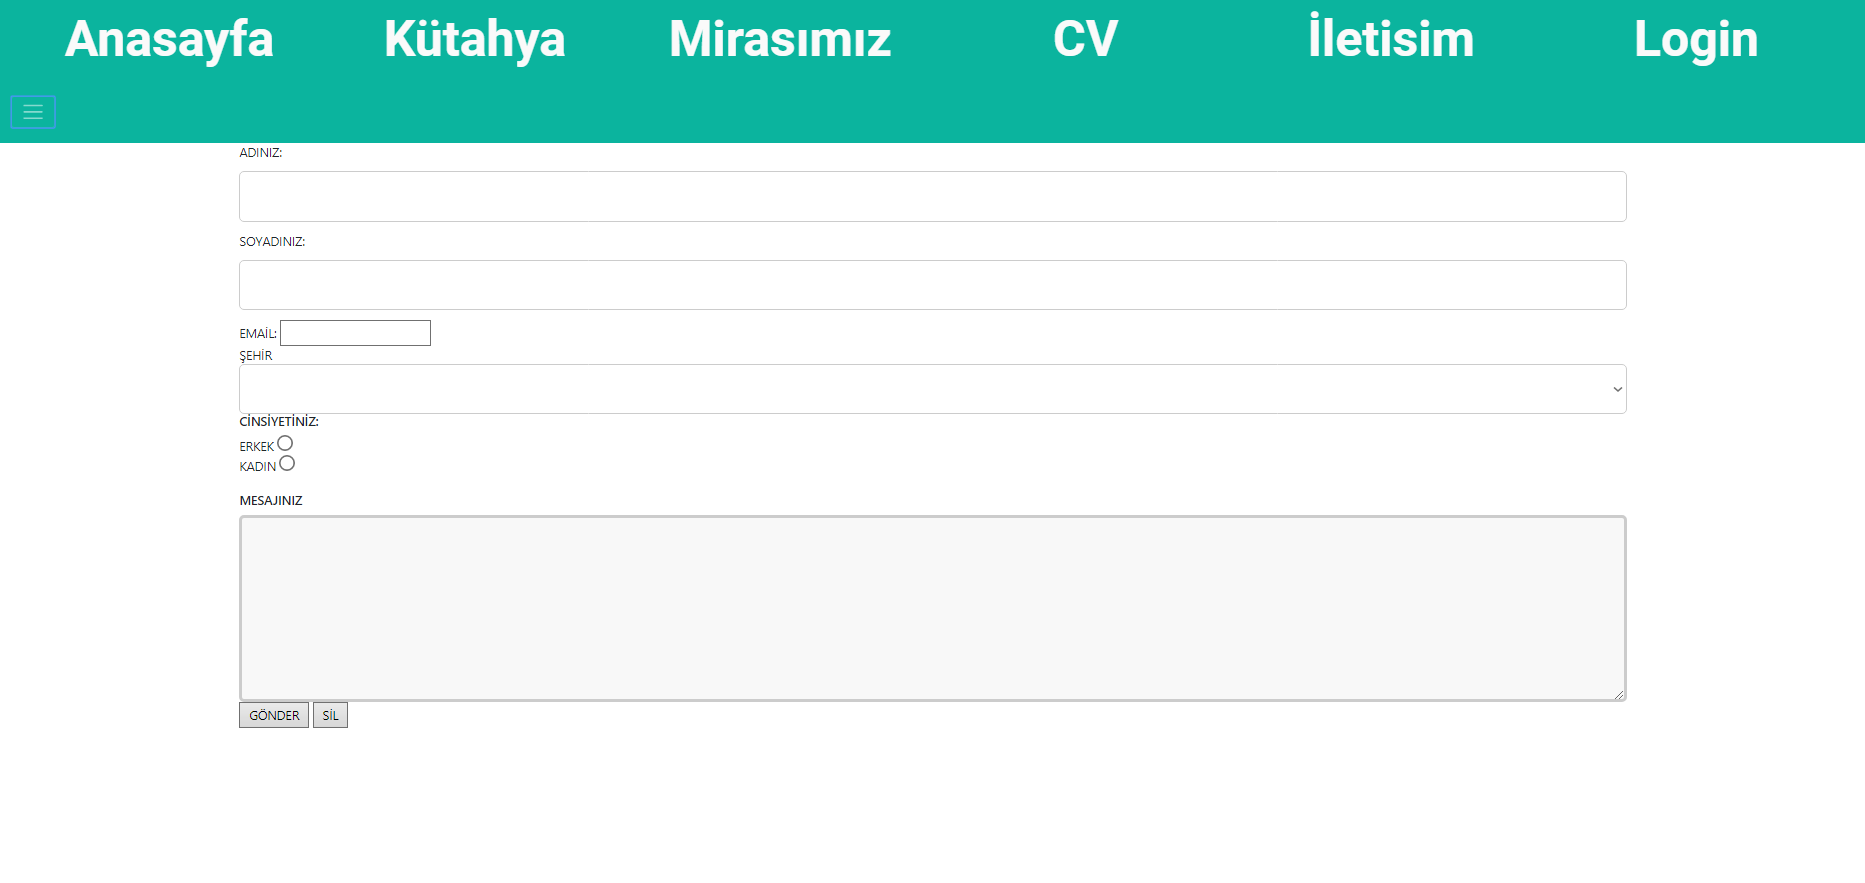 Anasayfa Kütahya Mirasımız CV İletisim Login
ADINIZ:
SOYADINIZ:
EMAİL:
ŞEHİR
CİNSİYETİNİZ:
ERKEK
KADIN
MESAJINIZ
GÖNDER SİL